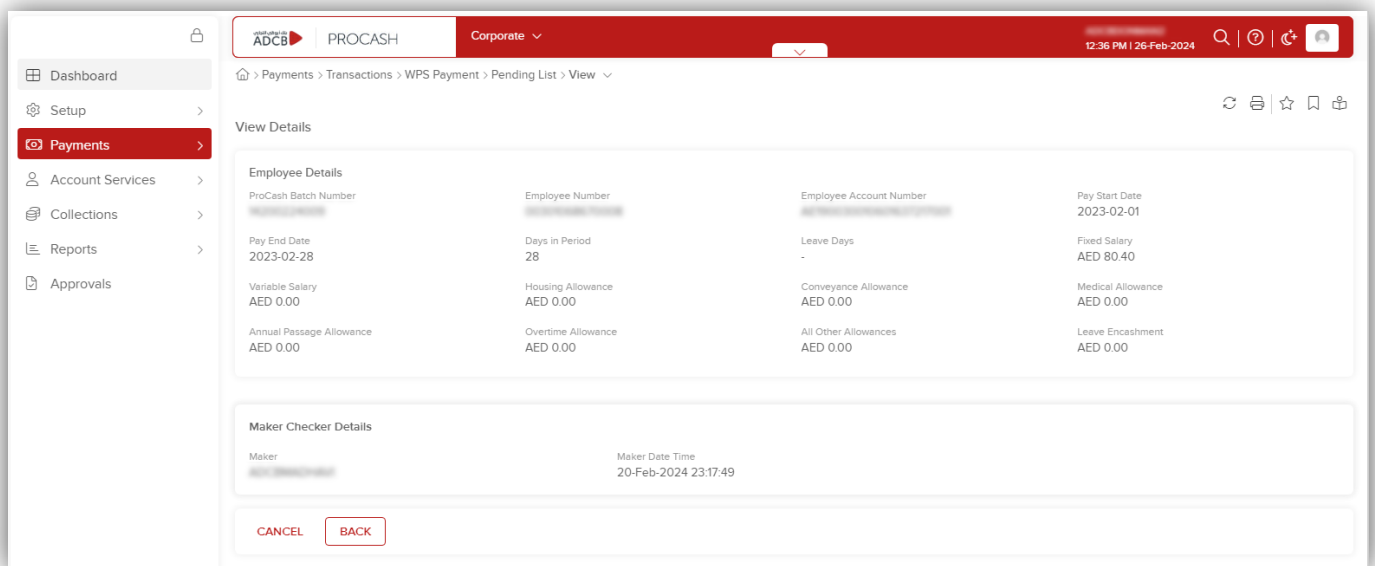 بنك أبوظبي التجاري
ADCB
PROCASH
Corporate
12:36 PM | 26-Feb-2024
Dashboard
Setup
Payments
Account Services
Collections
Reports
Approvals
> Payments > Transactions > WPS Payment > Pending List > View
View Details
Employee Details
ProCash Batch Number Employee Number Employee Account Number Pay Start Date
2023-02-01
Pay End Date Days in Period Leave Days Fixed Salary
2023-02-28 28 - AED 80.40
Variable Salary Housing Allowance Conveyance Allowance Medical Allowance
AED 0.00 AED 0.00 AED 0.00 AED 0.00
Annual Passage Allowance Overtime Allowance All Other Allowances Leave Encashment
AED 0.00 AED 0.00 AED 0.00 AED 0.00
Maker Checker Details
Maker Maker Date Time
20-Feb-2024 23:17:49
CANCEL BACK